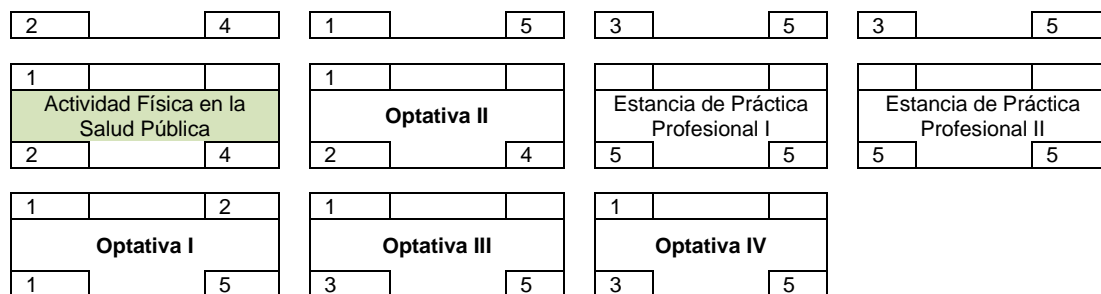 2 4 1 5 3 5 3 5
1 1
Actividad Física en la
Salud Pública
Optativa II
Estancia de Práctica
Profesional I
Estancia de Práctica
Profesional II
2 4 2 4 5 5 5 5
1 2 1 1
Optativa I Optativa III Optativa IV
1 5 3 5 3 5